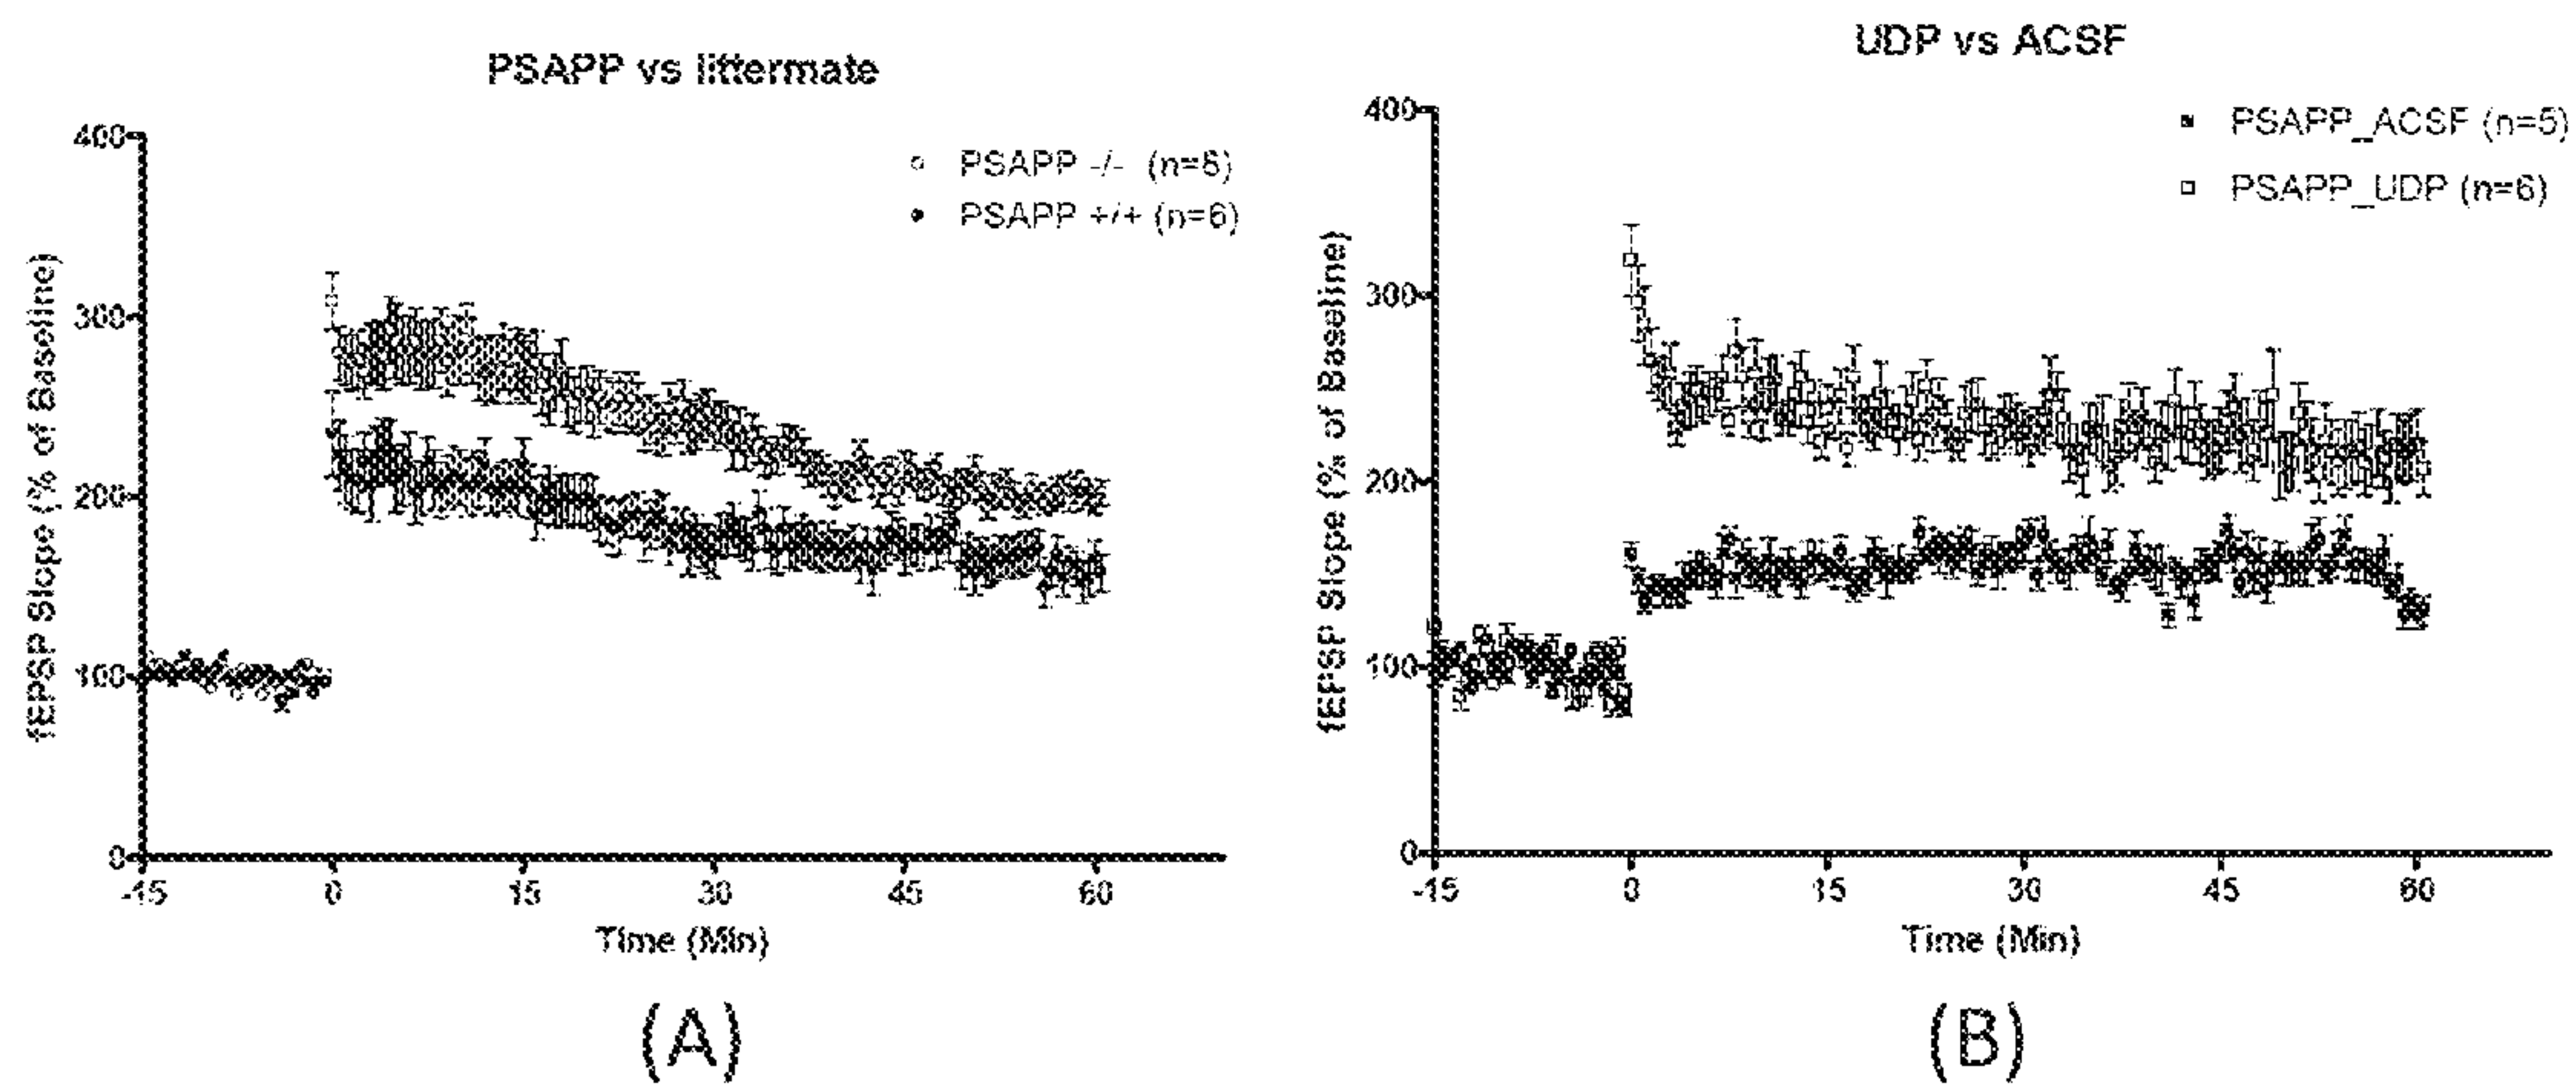 PSAPP vs littermate
400
300
200
100
0
-15
0
15
30
45
60
fEPSP Slope (% of Baseline)
Time (Min)
PSAPP -/- (n=8)
PSAPP +/+ (n=6)
(A)
UDP vs ACSF
400
300
200
100
0
-15
0
15
30
45
60
fEPSP Slope (% of Baseline)
Time (Min)
PSAPP_ACSF (n=5)
PSAPP_UDP (n=6)
(B)